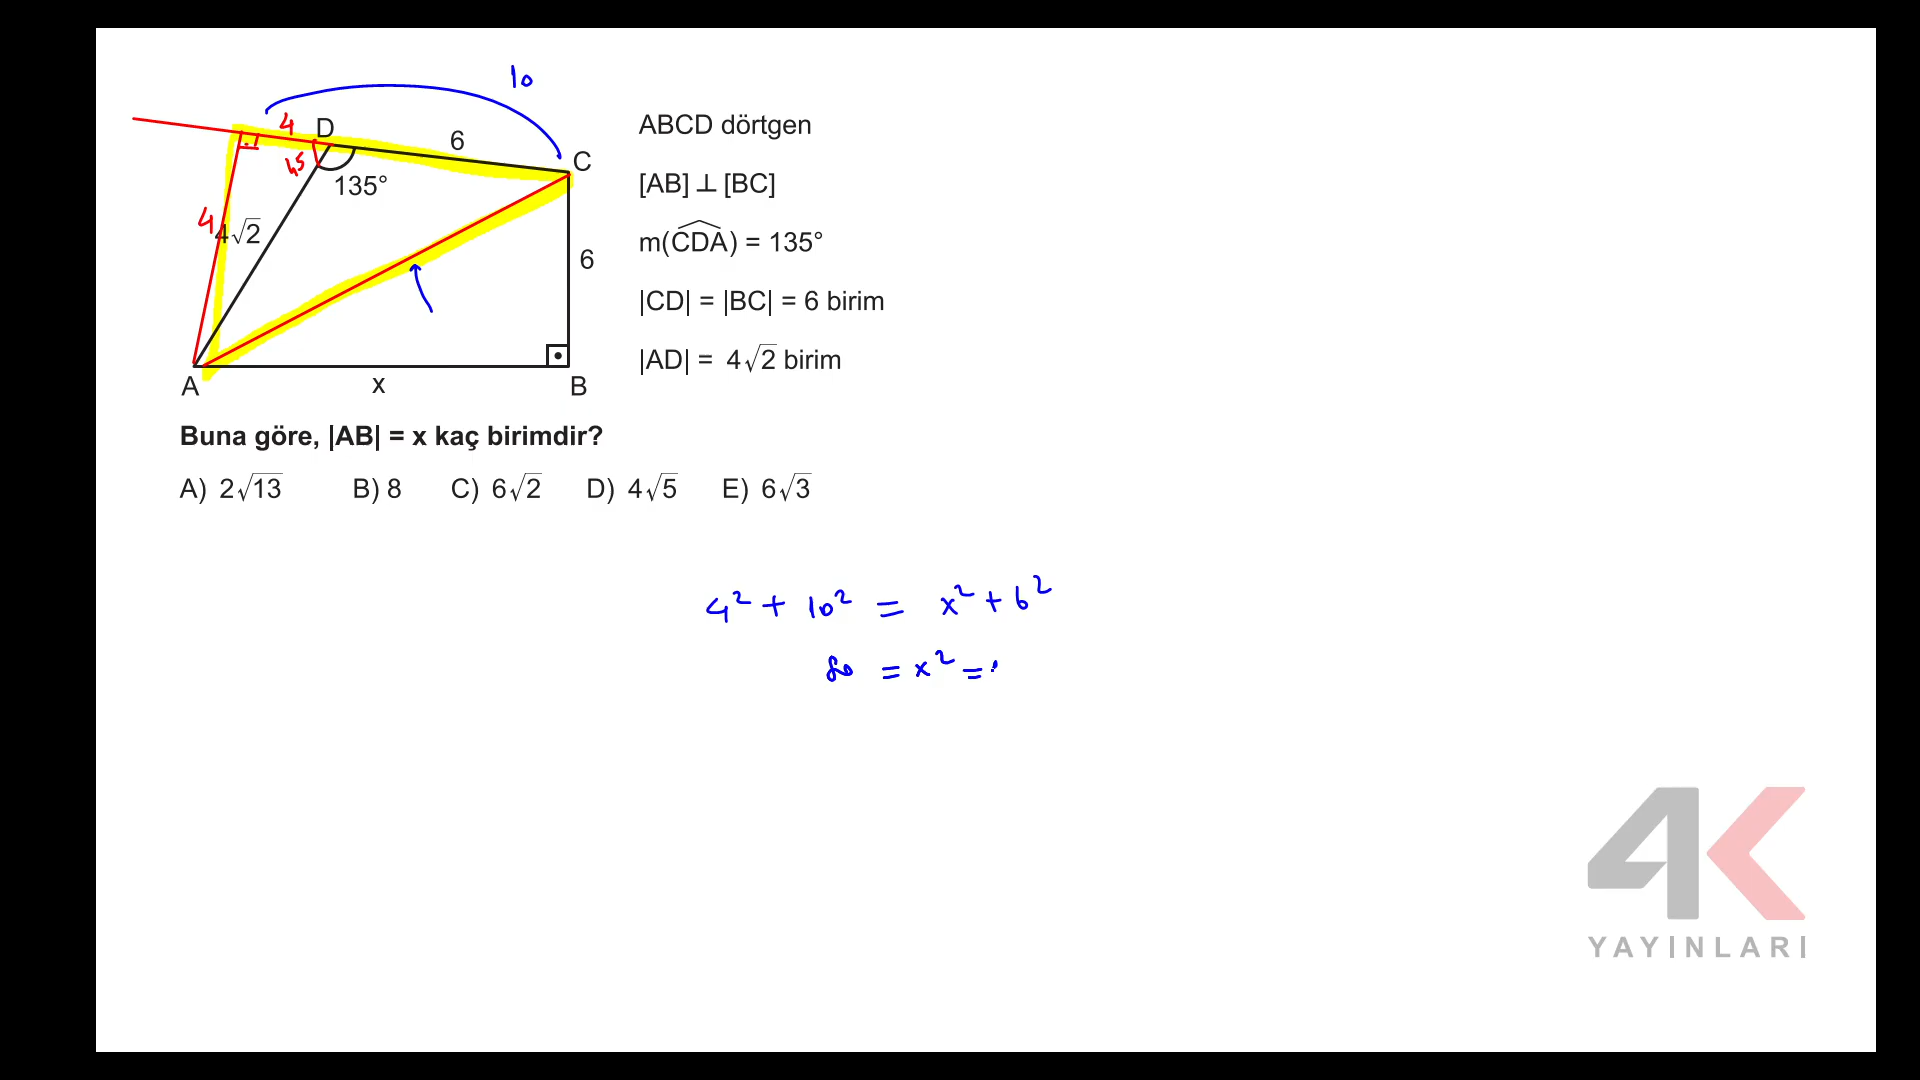 10
4 D 6 C
45 135°
4 4√2
6
A x B
ABCD dörtgen
[AB] ⊥ [BC]
m(CDA) = 135°
|CD| = |BC| = 6 birim
|AD| = 4√2 birim
Buna göre, |AB| = x kaç birimdir?
A) 2√13 B) 8 C) 6√2 D) 4√5 E) 6√3
4² + 10² = x² + 6²
80 = x² =
4K
YAYINLARI